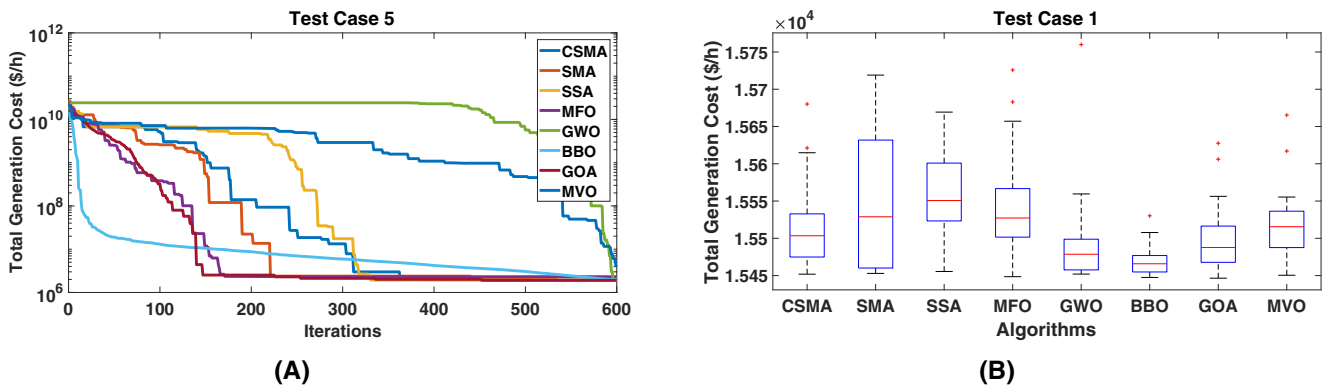 Test Case 5
Total Generation Cost ($/h)
10^12
10^10
10^8
10^6
0 100 200 300 400 500 600
Iterations
CSMA
SMA
SSA
MFO
GWO
BBO
GOA
MVO
(A)
Test Case 1
×10^4
Total Generation Cost ($/h)
1.575
1.57
1.565
1.56
1.555
1.55
1.545
CSMA SMA SSA MFO GWO BBO GOA MVO
Algorithms
(B)